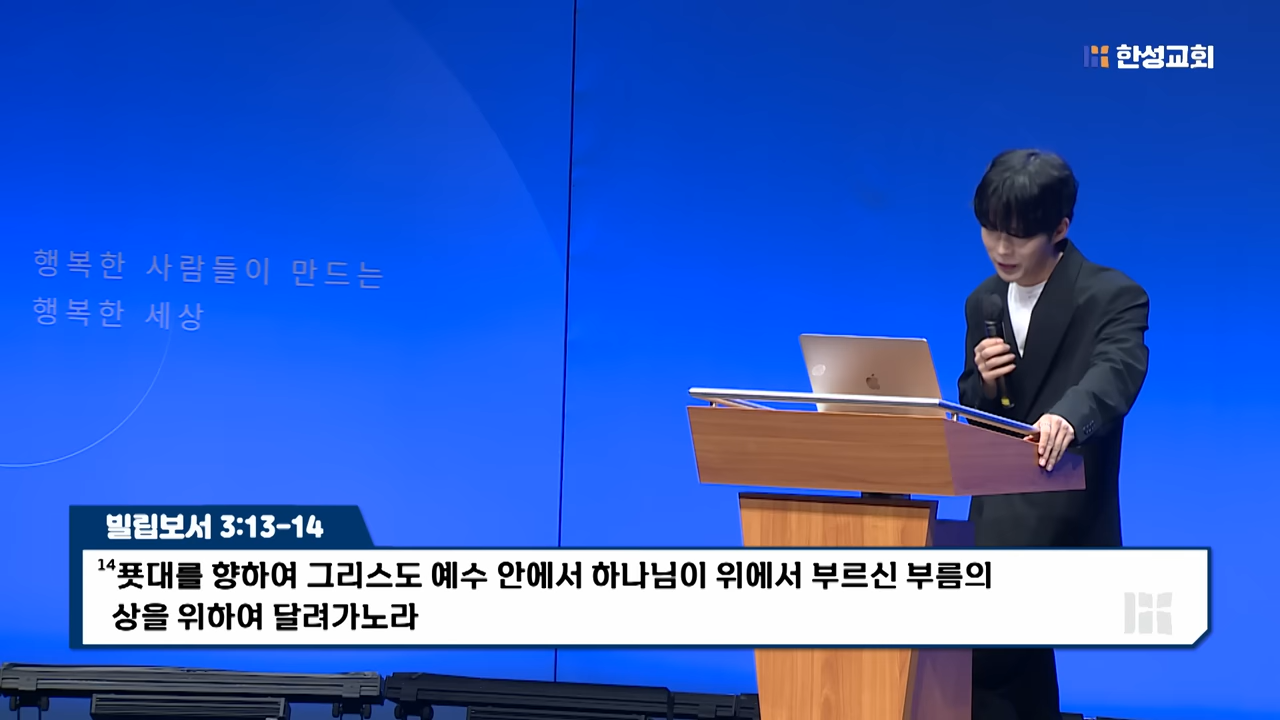 한성교회
행복한 사람들이 만드는
행복한 세상
빌립보서 3:13-14
14푯대를 향하여 그리스도 예수 안에서 하나님이 위에서 부르신 부름의
상을 위하여 달려가노라